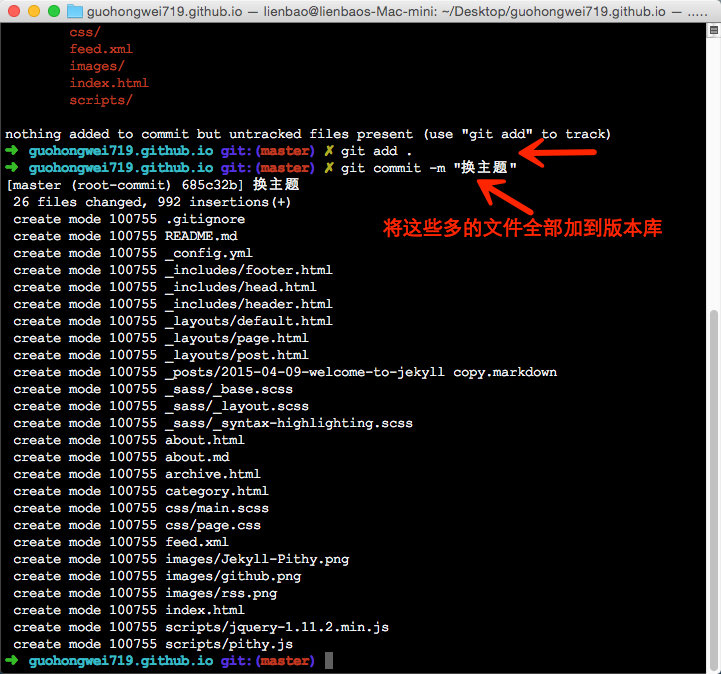 guohongwei719.github.io — lienbao@lienbaos-Mac-mini: ~/Desktop/guohongwei719.github.io — .....
css/
feed.xml
images/
index.html
scripts/
nothing added to commit but untracked files present (use "git add" to track)
➜ guohongwei719.github.io git:(master) ✗ git add .
➜ guohongwei719.github.io git:(master) ✗ git commit -m "换主题"
[master (root-commit) 685c32b] 换主题
26 files changed, 992 insertions(+)
create mode 100755 .gitignore
将这些多的文件全部加到版本库
create mode 100755 README.md
create mode 100755 _config.yml
create mode 100755 _includes/footer.html
create mode 100755 _includes/head.html
create mode 100755 _includes/header.html
create mode 100755 _layouts/default.html
create mode 100755 _layouts/page.html
create mode 100755 _layouts/post.html
create mode 100755 _posts/2015-04-09-welcome-to-jekyll copy.markdown
create mode 100755 _sass/_base.scss
create mode 100755 _sass/_layout.scss
create mode 100755 _sass/_syntax-highlighting.scss
create mode 100755 about.html
create mode 100755 about.md
create mode 100755 archive.html
create mode 100755 category.html
create mode 100755 css/main.scss
create mode 100755 css/page.css
create mode 100755 feed.xml
create mode 100755 images/Jekyll-Pithy.png
create mode 100755 images/github.png
create mode 100755 images/rss.png
create mode 100755 index.html
create mode 100755 scripts/jquery-1.11.2.min.js
create mode 100755 scripts/pithy.js
➜ guohongwei719.github.io git:(master)